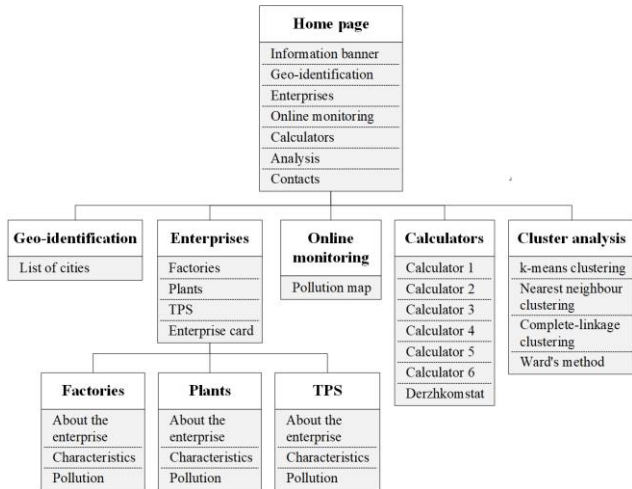 Home page
Information banner
Geo-identification
Enterprises
Online monitoring
Calculators
Analysis
Contacts
Geo-identification
List of cities
Enterprises
Factories
Plants
TPS
Enterprise card
Online
monitoring
Pollution map
Calculators
Calculator 1
Calculator 2
Calculator 3
Calculator 4
Calculator 5
Calculator 6
Derzhkomstat
Cluster analysis
k-means clustering
Nearest neighbour
clustering
Complete-linkage
clustering
Ward's method
Factories
About the
enterprise
Characteristics
Pollution
Plants
About the
enterprise
Characteristics
Pollution
TPS
About the
enterprise
Characteristics
Pollution